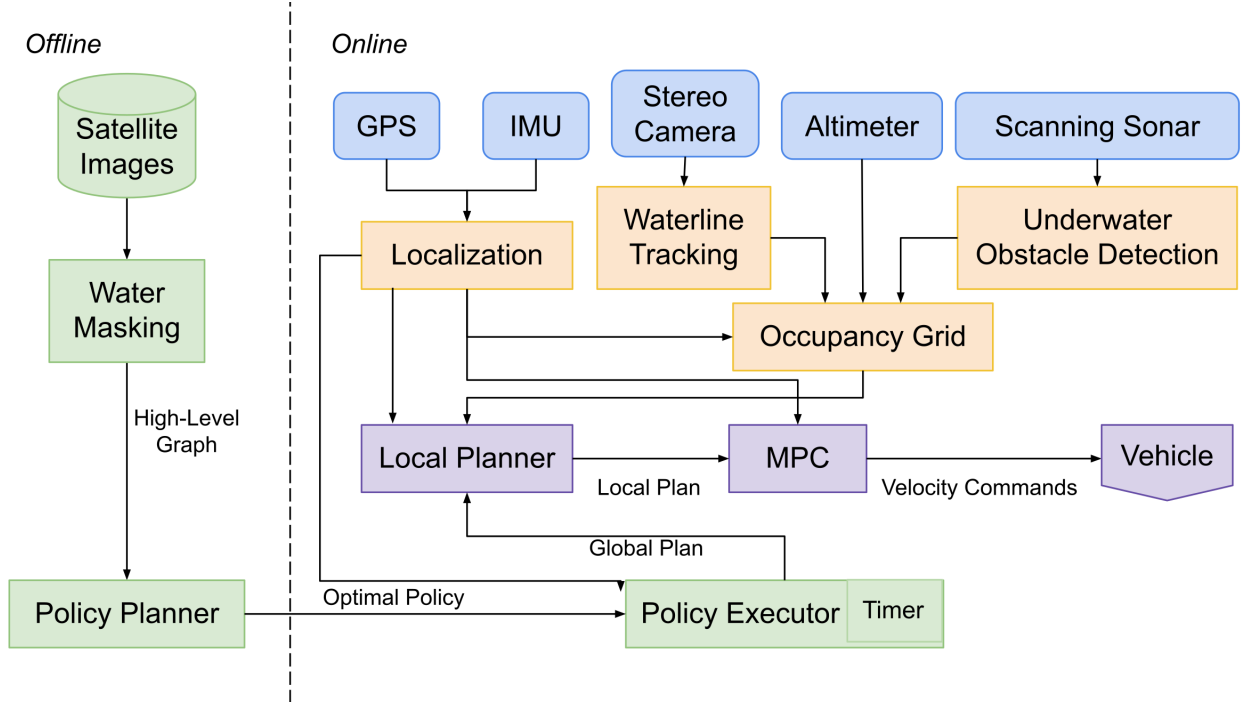 Offline
Online
Satellite
Images
GPS
IMU
Stereo
Camera
Altimeter
Scanning Sonar
Localization
Waterline
Tracking
Underwater
Obstacle Detection
Water
Masking
Occupancy Grid
High-Level
Graph
Local Planner
Local Plan
MPC
Velocity Commands
Vehicle
Global Plan
Policy Planner
Optimal Policy
Policy Executor
Timer